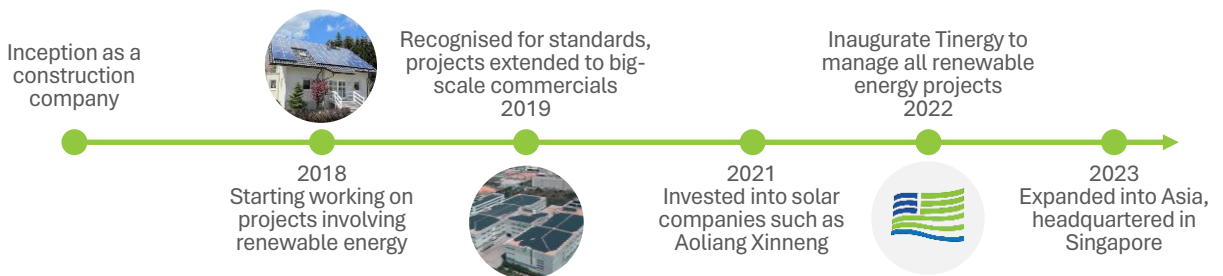 Inception as a
construction
company
2018
Starting working on
projects involving
renewable energy
Recognised for standards,
projects extended to big-
scale commercials
2019
2021
Invested into solar
companies such as
Aoliang Xinneng
Inaugurate Tinergy to
manage all renewable
energy projects
2022
2023
Expanded into Asia,
headquartered in
Singapore